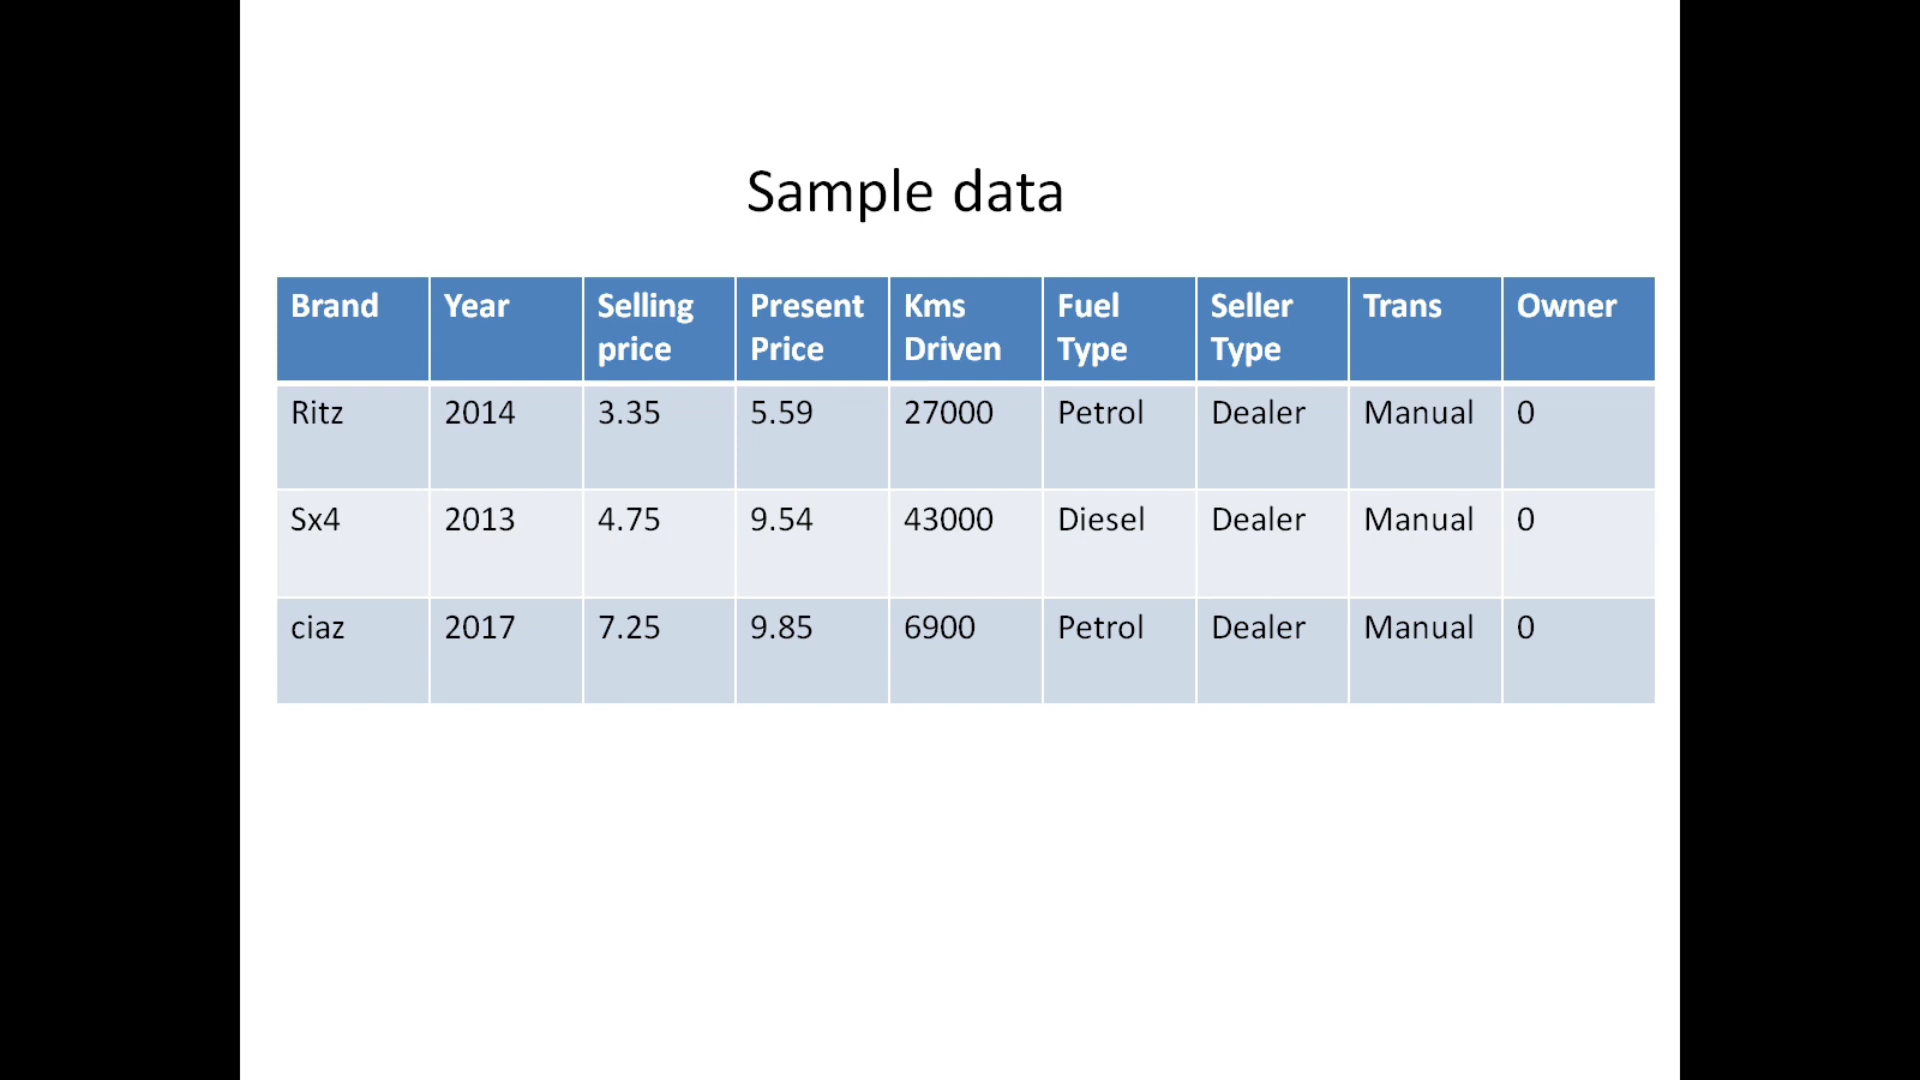 Sample data
Brand Year Selling price Present Price Kms Driven Fuel Type Seller Type Trans Owner
Ritz 2014 3.35 5.59 27000 Petrol Dealer Manual 0
Sx4 2013 4.75 9.54 43000 Diesel Dealer Manual 0
ciaz 2017 7.25 9.85 6900 Petrol Dealer Manual 0